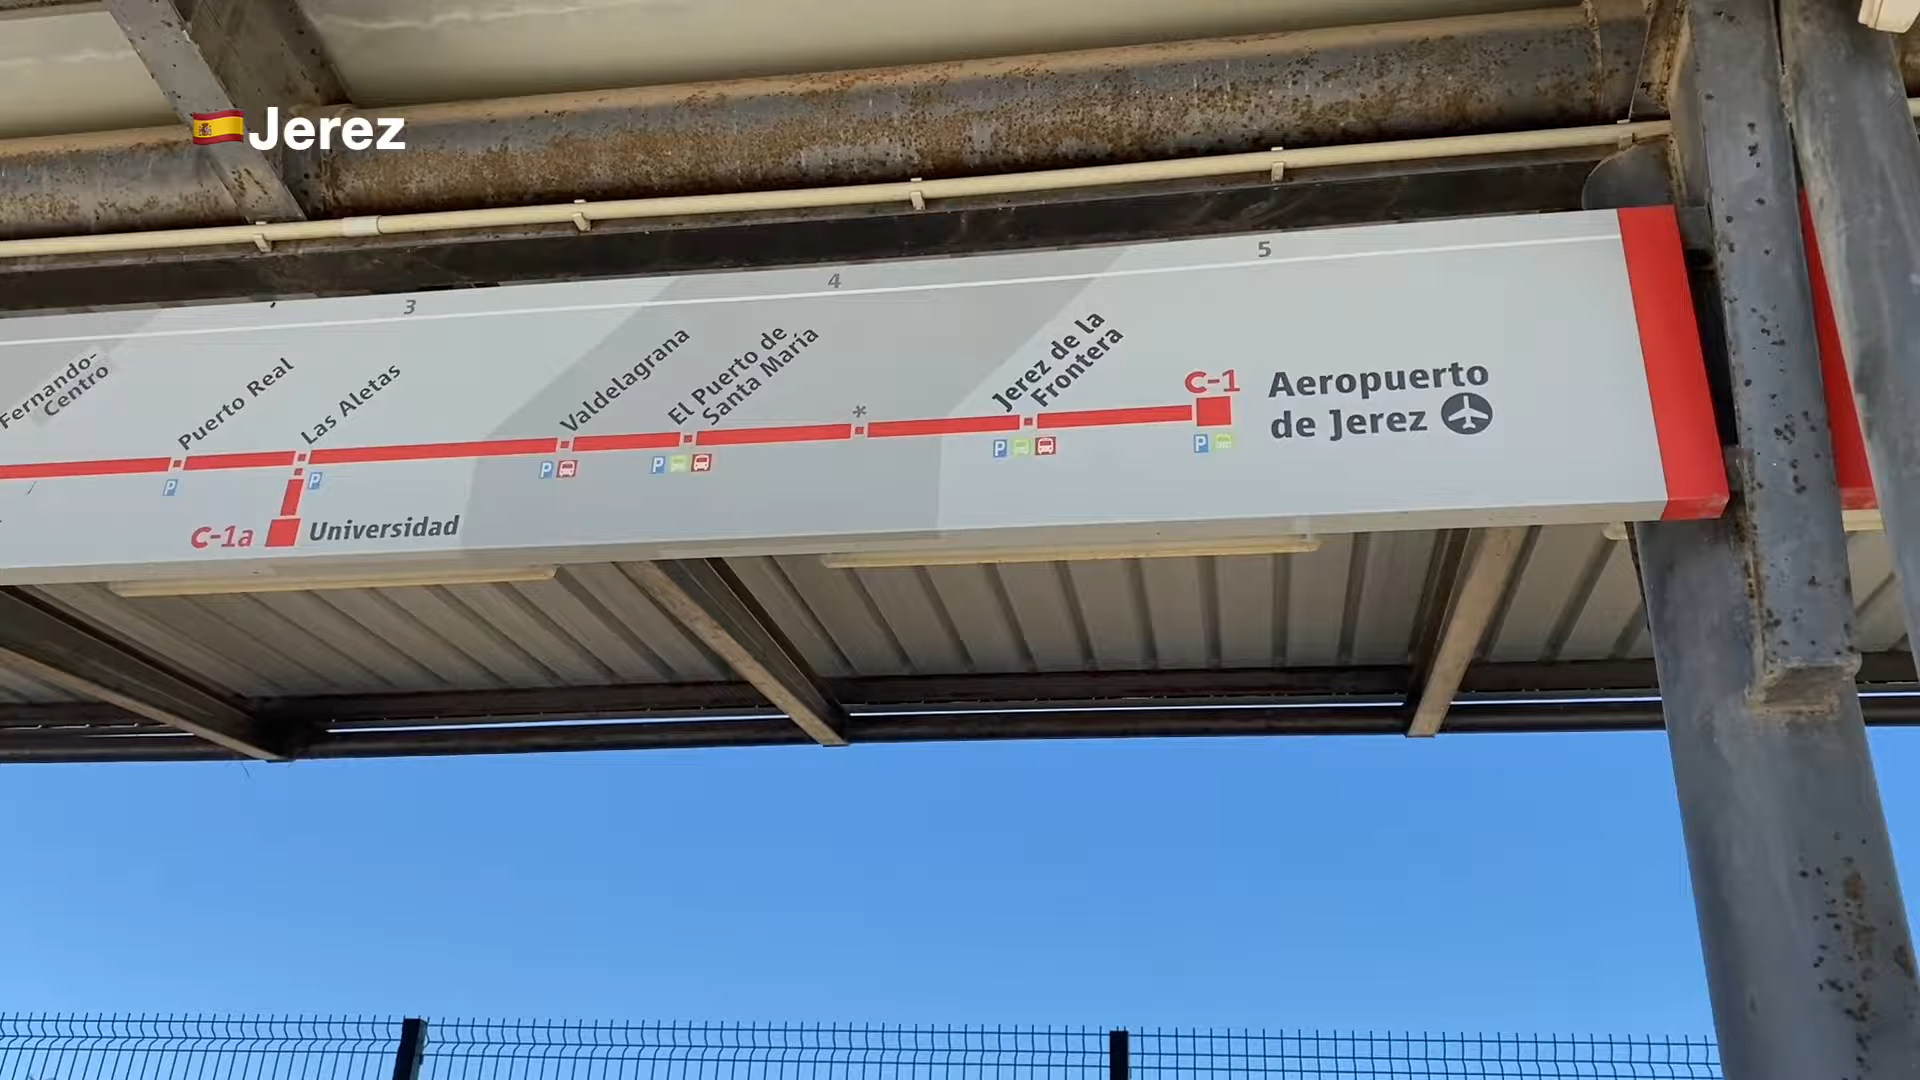 Jerez
3
4
5
Fernando-
Centro
Puerto Real
Las Aletas
Valdelagrana
El Puerto de
Santa María
*
Jerez de la
Frontera
C-1
Aeropuerto
de Jerez
P
P
P
P
P
P
C-1a
Universidad